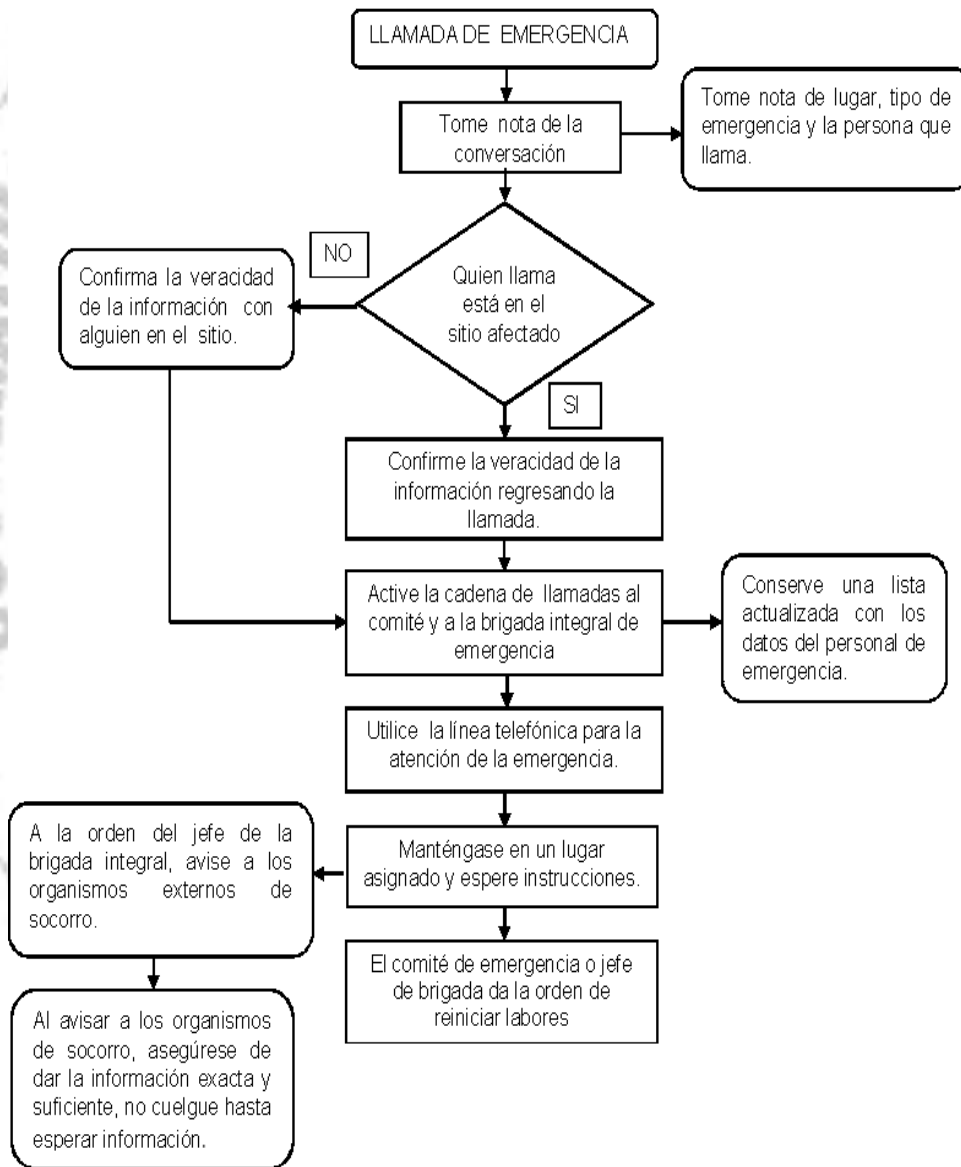 LLAMADA DE EMERGENCIA
Tome nota de la
conversación
Tome nota de lugar, tipo de
emergencia y la persona que
llama.
NO
Confirma la veracidad
de la información con
alguien en el sitio.
Quien llama
está en el
sitio afectado
SI
Confirme la veracidad de la
información regresando la
llamada.
Active la cadena de llamadas al
comité y a la brigada integral de
emergencia
Conserve una lista
actualizada con los
datos del personal de
emergencia.
Utilice la línea telefónica para la
atención de la emergencia.
A la orden del jefe de la
brigada integral, avise a los
organismos externos de
socorro.
Manténgase en un lugar
asignado y espere instrucciones.
El comité de emergencia o jefe
de brigada da la orden de
reiniciar labores
Al avisar a los organismos
de socorro, asegúrese de
dar la información exacta y
suficiente, no cuelgue hasta
esperar información.